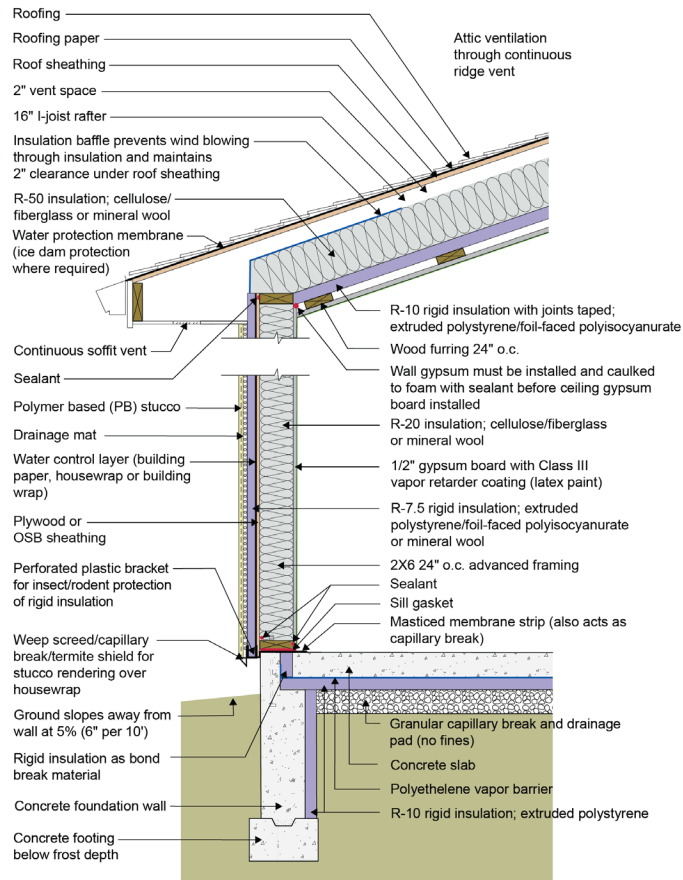 Roofing
Roofing paper
Roof sheathing
2" vent space
16" I-joist rafter
Insulation baffle prevents wind blowing
through insulation and maintains
2" clearance under roof sheathing
R-50 insulation; cellulose/
fiberglass or mineral wool
Water protection membrane
(ice dam protection
where required)
Continuous soffit vent
Sealant
Polymer based (PB) stucco
Drainage mat
Water control layer (building
paper, housewrap or building
wrap)
Plywood or
OSB sheathing
Perforated plastic bracket
for insect/rodent protection
of rigid insulation
Weep screed/capillary
break/termite shield for
stucco rendering over
housewrap
Ground slopes away from
wall at 5% (6" per 10')
Rigid insulation as bond
break material
Concrete foundation wall
Concrete footing
below frost depth
Attic ventilation
through continuous
ridge vent
R-10 rigid insulation with joints taped;
extruded polystyrene/foil-faced polyisocyanurate
Wood furring 24" o.c.
Wall gypsum must be installed and caulked
to foam with sealant before ceiling gypsum
board installed
R-20 insulation; cellulose/fiberglass
or mineral wool
1/2" gypsum board with Class III
vapor retarder coating (latex paint)
R-7.5 rigid insulation; extruded
polystyrene/foil-faced polyisocyanurate
or mineral wool
2X6 24" o.c. advanced framing
Sealant
Sill gasket
Masticed membrane strip (also acts as
capillary break)
Granular capillary break and drainage
pad (no fines)
Concrete slab
Polyethelene vapor barrier
R-10 rigid insulation; extruded polystyrene